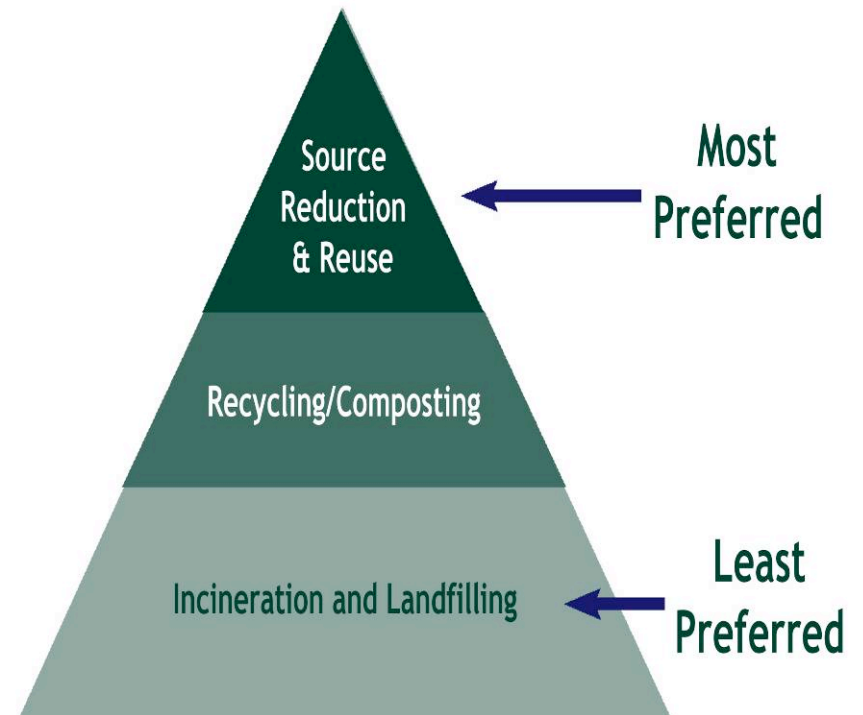 Source
Reduction
& Reuse
Most
Preferred
Recycling/Composting
Incineration and Landfilling
Least
Preferred